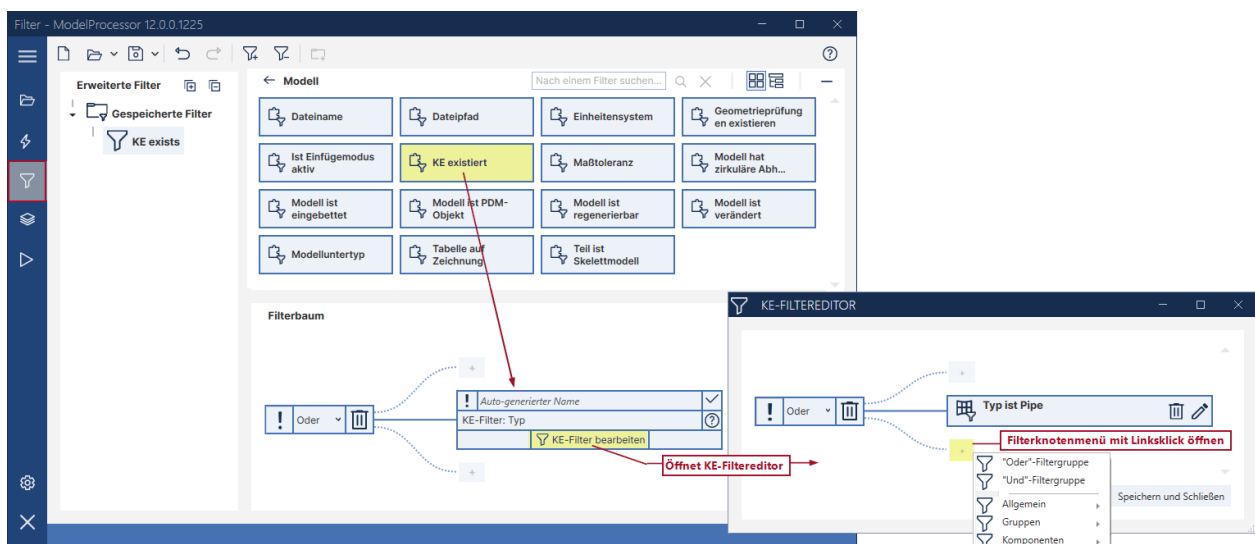 Filter - ModelProcessor 12.0.0.1225
Erweiterte Filter
Gespeicherte Filter
KE exists
Modell
Nach einem Filter suchen...
Dateiname
Dateipfad
Einheitensystem
Geometrieprüfung
en existieren
Ist Einfügemodus
aktiv
KE existiert
Maßtoleranz
Modell hat
zirkuläre Abh...
Modell ist
eingebettet
Modell ist PDM-
Objekt
Modell ist
regenerierbar
Modell ist
verändert
Modelluntertyp
Tabelle auf
Zeichnung
Teil ist
Skelettmodell
Filterbaum
Oder
Auto-generierter Name
KE-Filter: Typ
KE-Filter bearbeiten
Öffnet KE-Filtereditor
KE-FILTEREDITOR
Oder
Typ ist Pipe
Filterknotenmenü mit Linksklick öffnen
"Oder"-Filtergruppe
"Und"-Filtergruppe
Allgemein
Gruppen
Komponenten
Speichern und Schließen